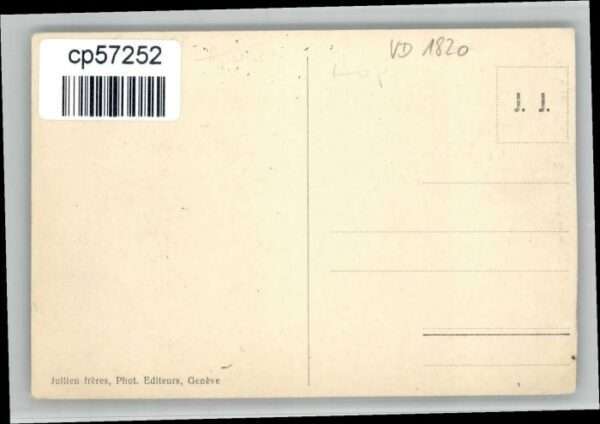 cp57252
VD 1820
J. J.
Jullien frères, Phot. Editeurs, Genève